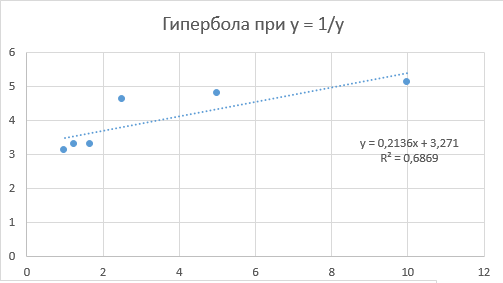 Гипербола при y = 1/y
6
5
4
3
2
1
0
y = 0,2136x + 3,271
R² = 0,6869
0 2 4 6 8 10 12